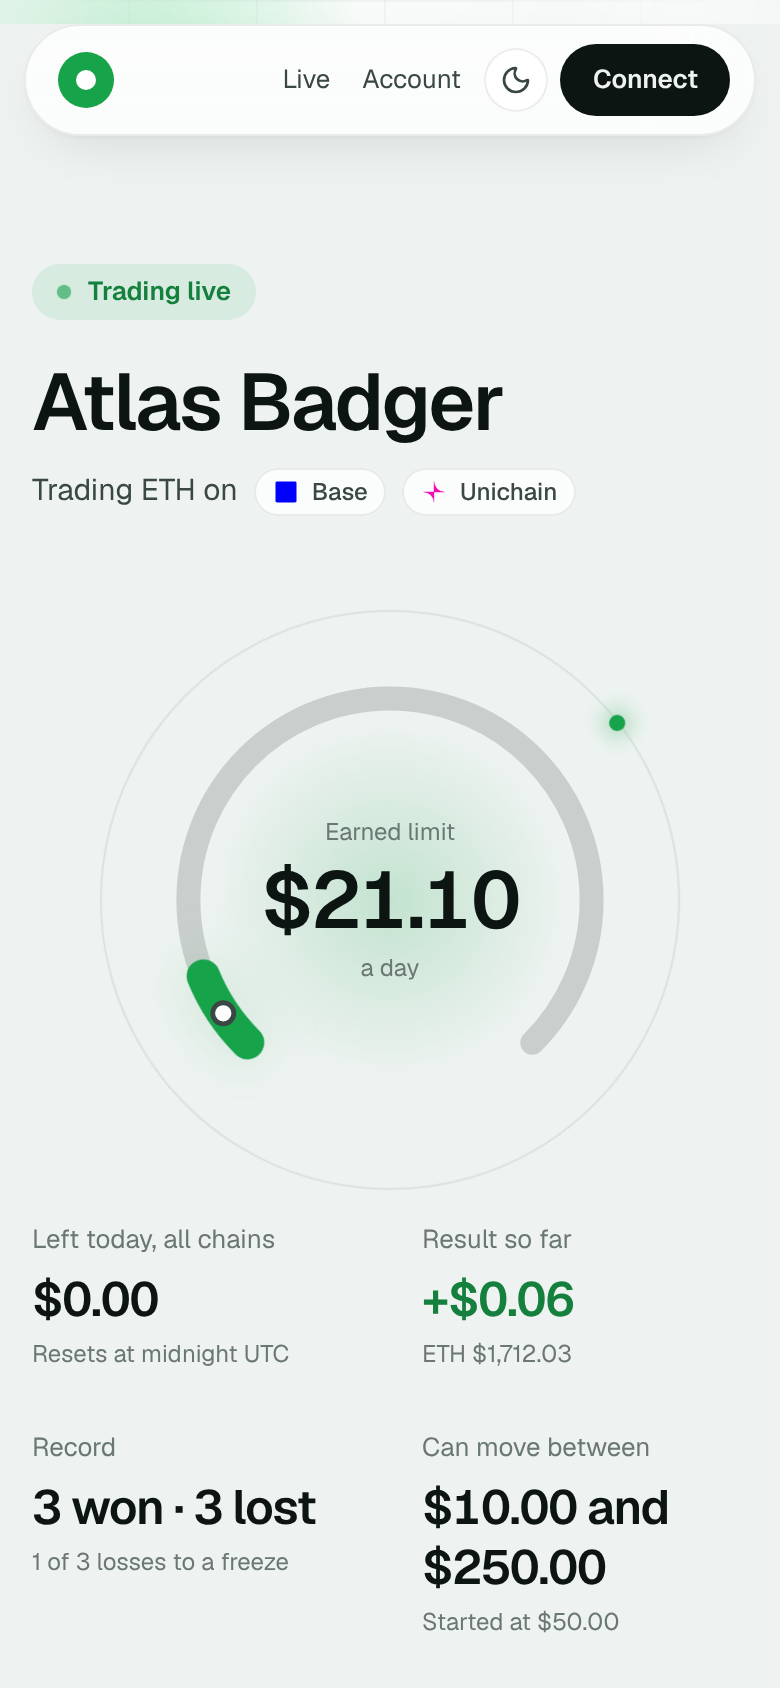 Live Account Connect
Trading live
Atlas Badger
Trading ETH on Base Unichain
Earned limit
$21.10
a day
Left today, all chains
$0.00
Resets at midnight UTC
Result so far
+$0.06
ETH $1,712.03
Record
3 won · 3 lost
1 of 3 losses to a freeze
Can move between
$10.00 and
$250.00
Started at $50.00